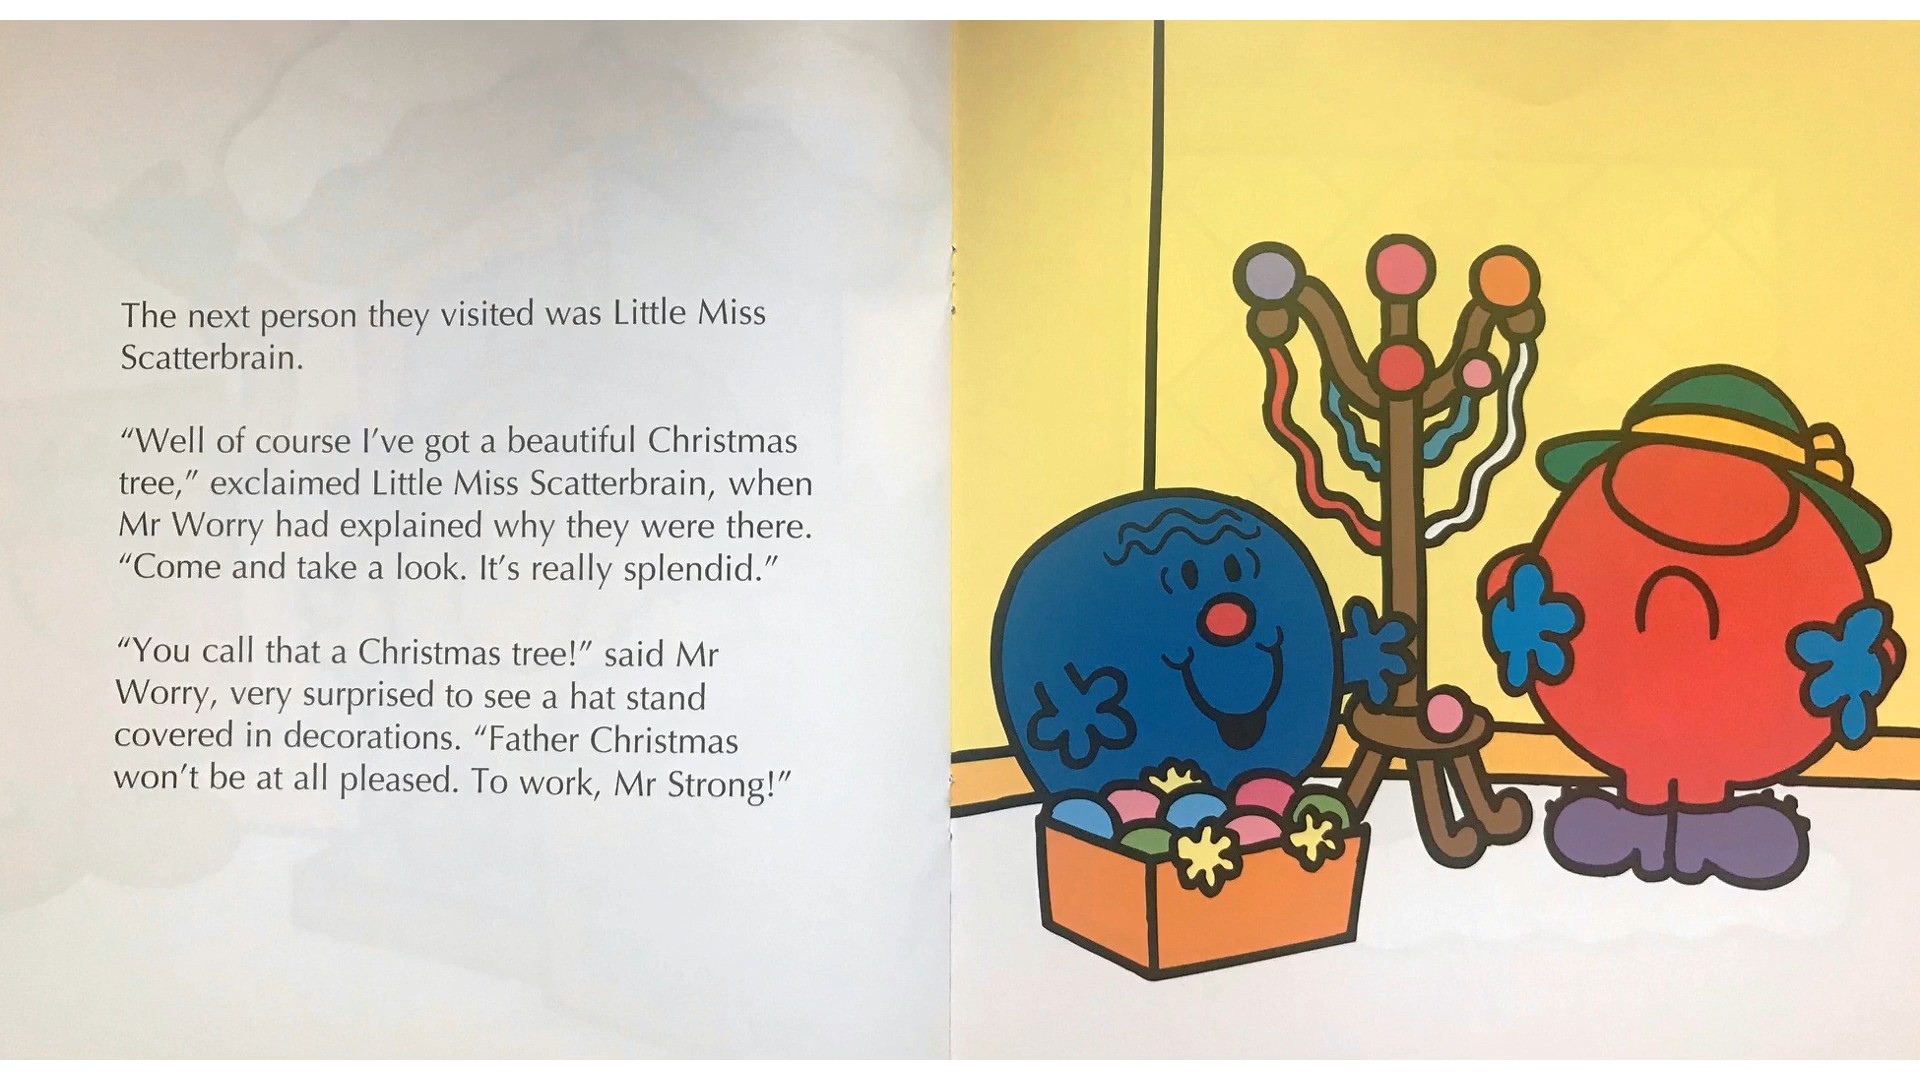 The next person they visited was Little Miss
Scatterbrain.
“Well of course I’ve got a beautiful Christmas
tree,” exclaimed Little Miss Scatterbrain, when
Mr Worry had explained why they were there.
“Come and take a look. It’s really splendid.”
“You call that a Christmas tree!” said Mr
Worry, very surprised to see a hat stand
covered in decorations. “Father Christmas
won’t be at all pleased. To work, Mr Strong!”